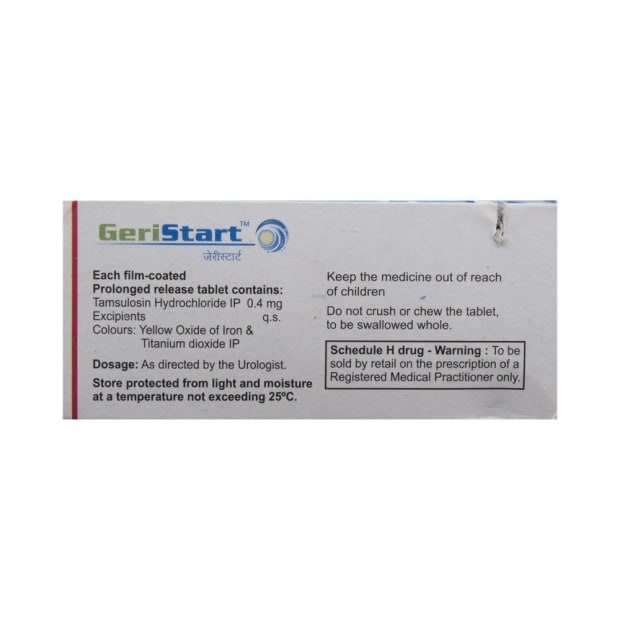 GeriStart™
जेरीस्टार्ट
Each film-coated
Prolonged release tablet contains:
Tamsulosin Hydrochloride IP 0.4 mg
Excipients q.s.
Colours: Yellow Oxide of Iron &
Titanium dioxide IP
Dosage: As directed by the Urologist.
Store protected from light and moisture
at a temperature not exceeding 25ºC.
Keep the medicine out of reach
of children
Do not crush or chew the tablet,
to be swallowed whole.
Schedule H drug - Warning : To be
sold by retail on the prescription of a
Registered Medical Practitioner only.